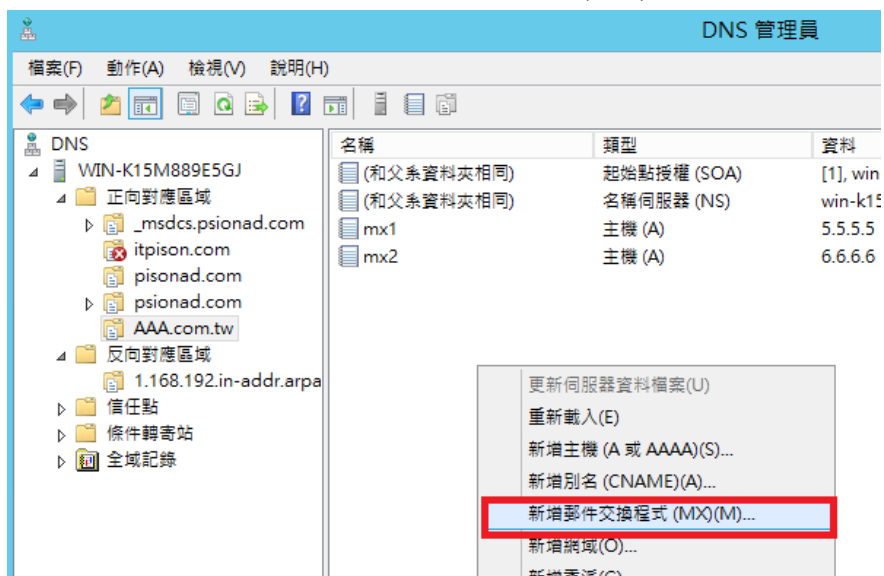 DNS 管理員
檔案(F) 動作(A) 檢視(V) 說明(H)
DNS
WIN-K15M889E5GJ
正向對應區域
_msdcs.psionad.com
itpison.com
pisonad.com
psionad.com
AAA.com.tw
反向對應區域
1.168.192.in-addr.arpa
信任點
條件轉寄站
全域記錄
名稱 類型 資料
(和父系資料夾相同) 起始點授權 (SOA) [1], win
(和父系資料夾相同) 名稱伺服器 (NS) win-k15
mx1 主機 (A) 5.5.5.5
mx2 主機 (A) 6.6.6.6
更新伺服器資料檔案(U)
重新載入(E)
新增主機 (A 或 AAAA)(S)...
新增別名 (CNAME)(A)...
新增郵件交換程式 (MX)(M)...
新增網域(O)...